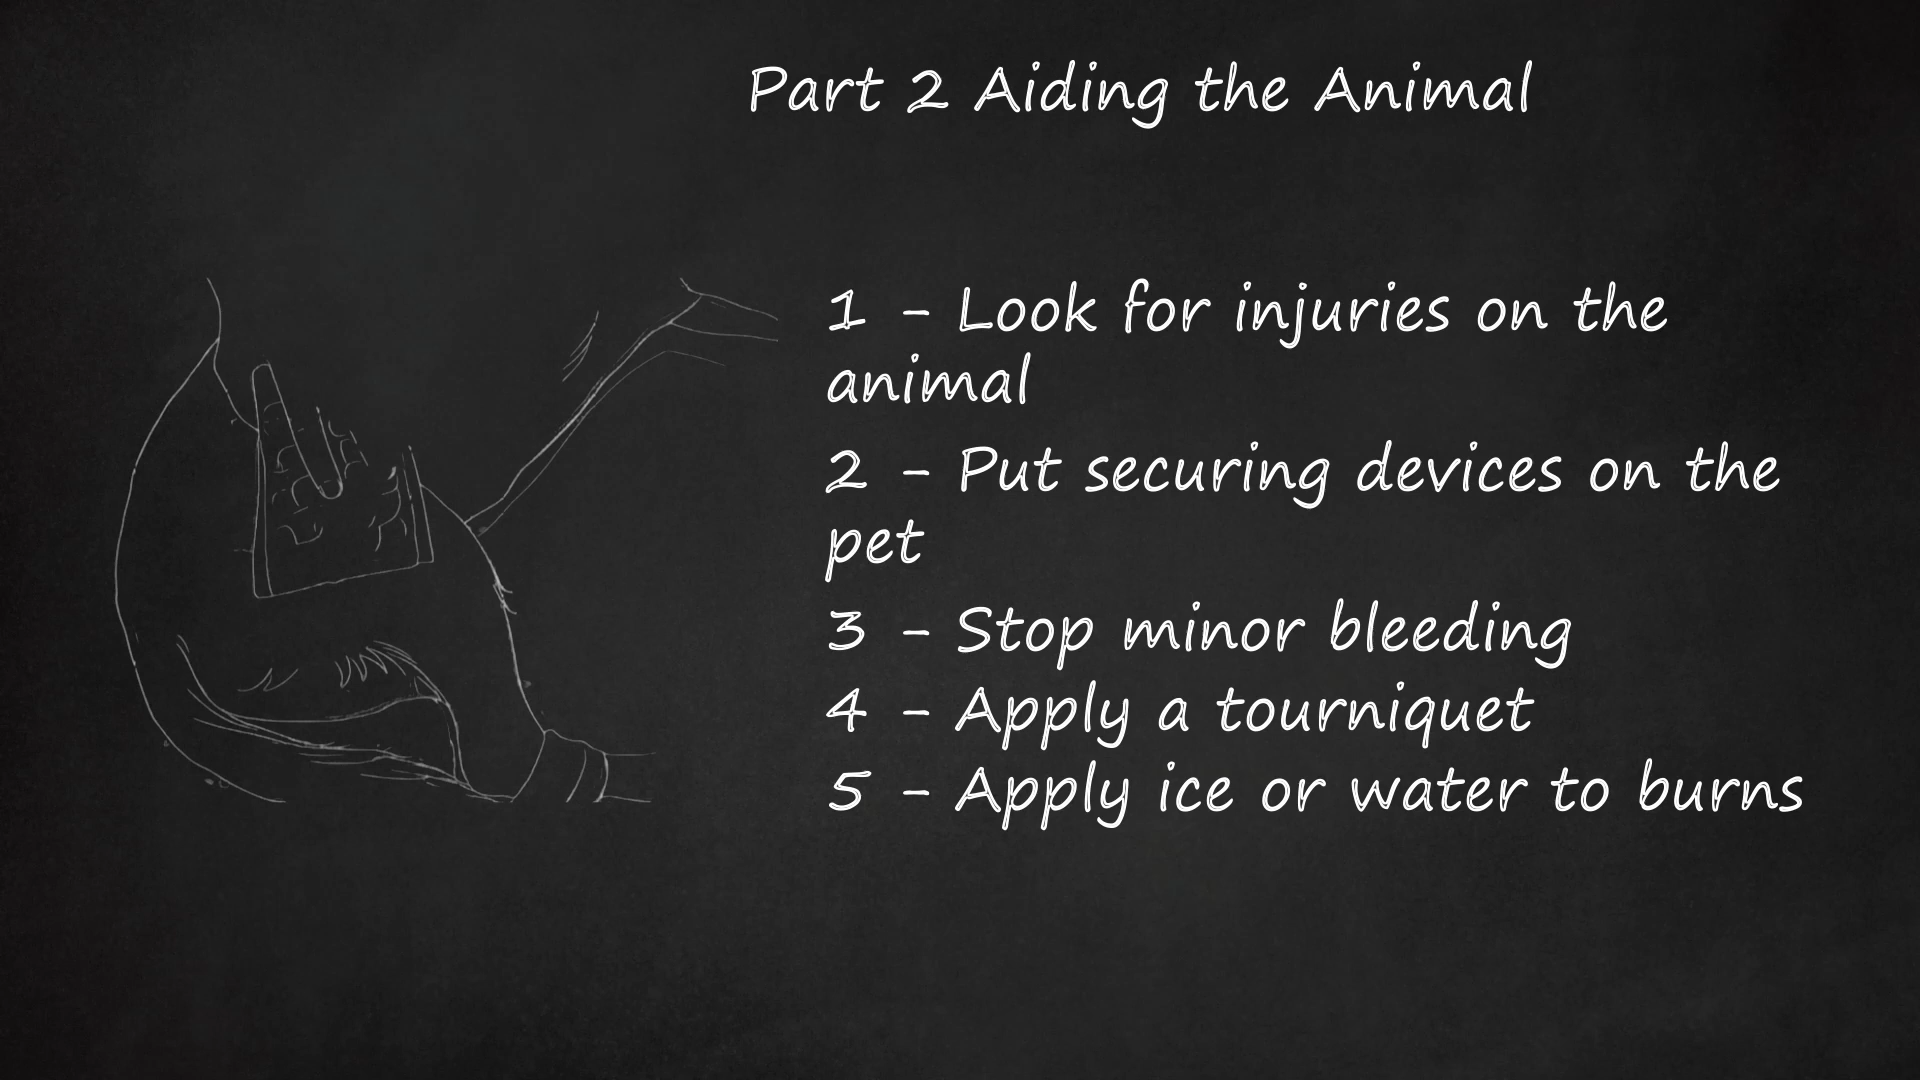 Part 2 Aiding the Animal
1 - Look for injuries on the
animal
2 - Put securing devices on the
pet
3 - Stop minor bleeding
4 - Apply a tourniquet
5 - Apply ice or water to burns